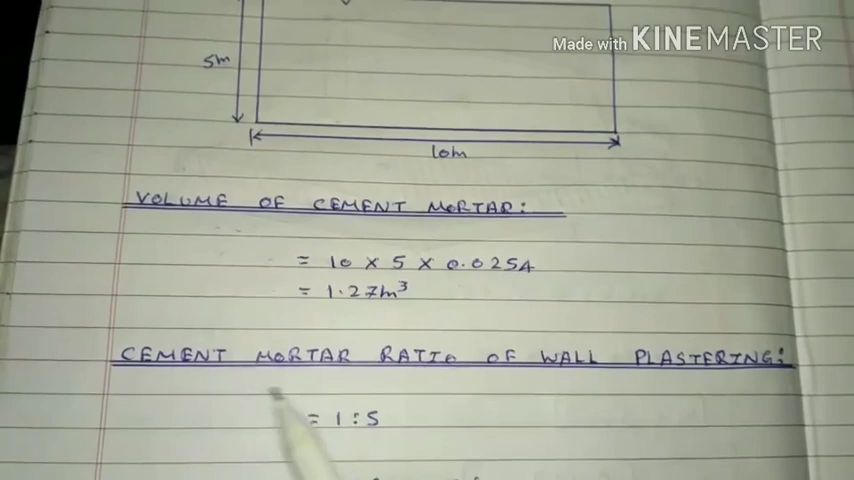 Made with KINEMASTER
5m
10m
VOLUME OF CEMENT MORTAR:
= 10 x 5 x 0.0254
= 1.27m³
CEMENT MORTAR RATIO OF WALL PLASTERING:
= 1:5